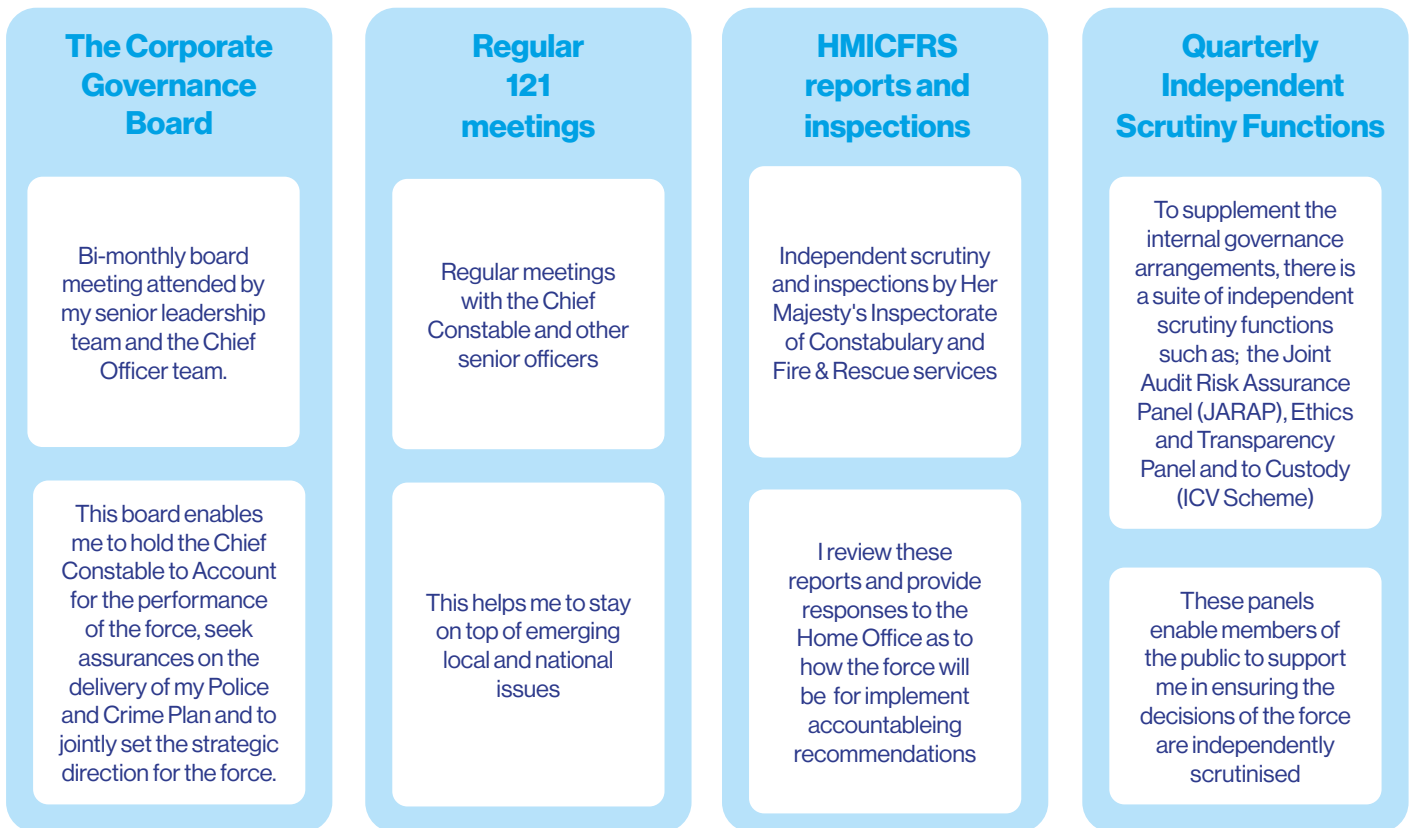 The Corporate
Governance
Board
Bi-monthly board
meeting attended by
my senior leadership
team and the Chief
Officer team.
This board enables
me to hold the Chief
Constable to Account
for the performance
of the force, seek
assurances on the
delivery of my Police
and Crime Plan and to
jointly set the strategic
direction for the force.
Regular
121
meetings
Regular meetings
with the Chief
Constable and other
senior officers
This helps me to stay
on top of emerging
local and national
issues
HMICFRS
reports and
inspections
Independent scrutiny
and inspections by Her
Majesty's Inspectorate
of Constabulary and
Fire & Rescue services
I review these
reports and provide
responses to the
Home Office as to
how the force will
be for implement
accountableing
recommendations
Quarterly
Independent
Scrutiny Functions
To supplement the
internal governance
arrangements, there is
a suite of independent
scrutiny functions
such as; the Joint
Audit Risk Assurance
Panel (JARAP), Ethics
and Transparency
Panel and to Custody
(ICV Scheme)
These panels
enable members of
the public to support
me in ensuring the
decisions of the force
are independently
scrutinised